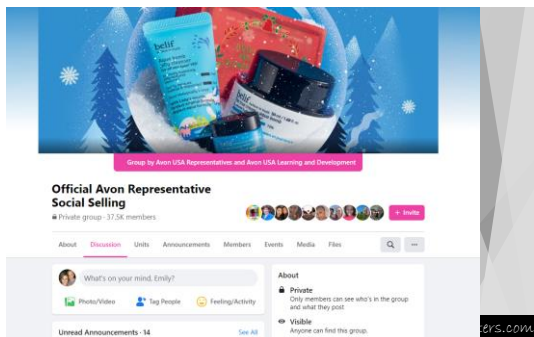 belif
belif
Group by Avon USA Representatives and Avon USA Learning and Development
Official Avon Representative
Social Selling
Private group · 37.5K members
+ Invite
About Discussion Units Announcements Members Events Media Files
What's on your mind, Emily?
Photo/Video Tag People Feeling/Activity
Unread Announcements · 14 See All
About
Private
Only members can see who's in the group
and what they post
Visible
Anyone can find this group.
ers.com